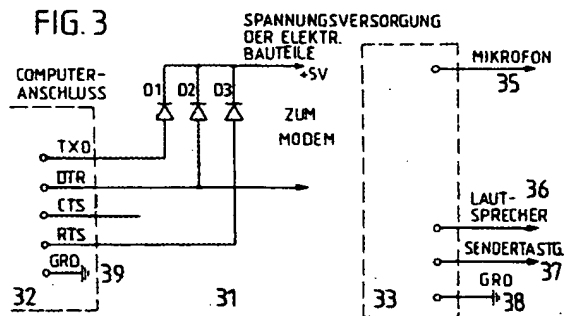 FIG. 3
SPANNUNGSVERSORGUNG
DER ELEKTR.
BAUTEILE
+5V
COMPUTER-
ANSCHLUSS
D1 D2 D3
ZUM
MODEM
TXD
DTR
CTS
RTS
GRD
39
32
31
MIKROFON
35
36
LAUT-
SPRECHER
SENDERTASTG.
37
GRD
38
33